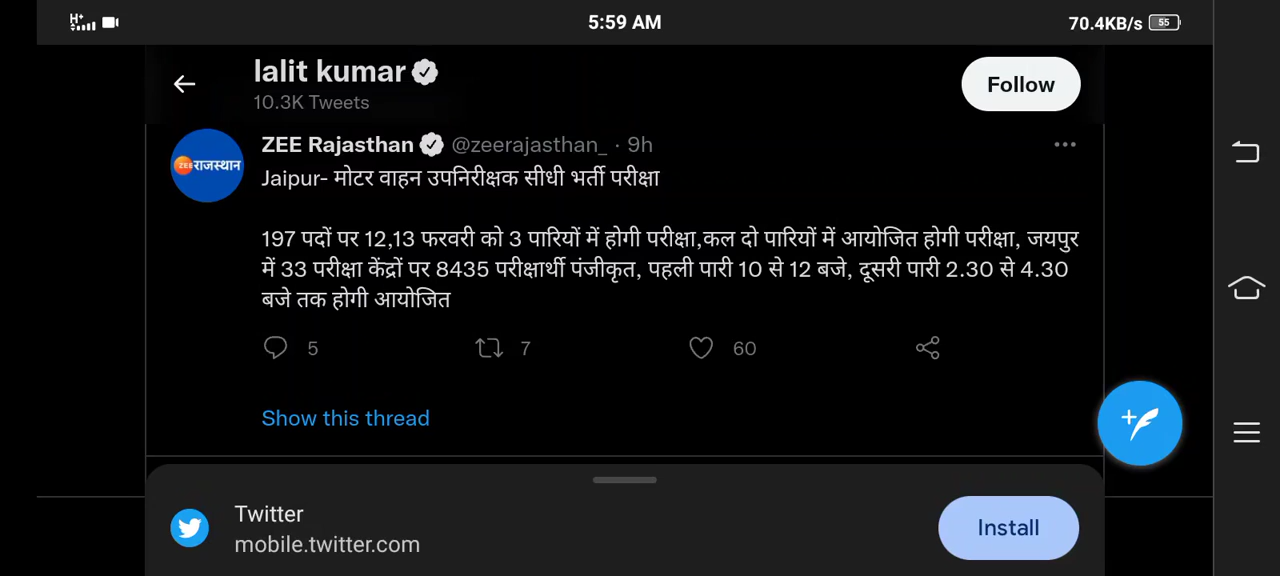 H+
5:59 AM
70.4KB/s 55
lalit kumar
10.3K Tweets
Follow
ZEE राजस्थान
ZEE Rajasthan @zeerajasthan_ · 9h
Jaipur- मोटर वाहन उपनिरीक्षक सीधी भर्ती परीक्षा
197 पदों पर 12,13 फरवरी को 3 पारियों में होगी परीक्षा,कल दो पारियों में आयोजित होगी परीक्षा, जयपुर
में 33 परीक्षा केंद्रों पर 8435 परीक्षार्थी पंजीकृत, पहली पारी 10 से 12 बजे, दूसरी पारी 2.30 से 4.30
बजे तक होगी आयोजित
5 7 60
Show this thread
Twitter
mobile.twitter.com
Install